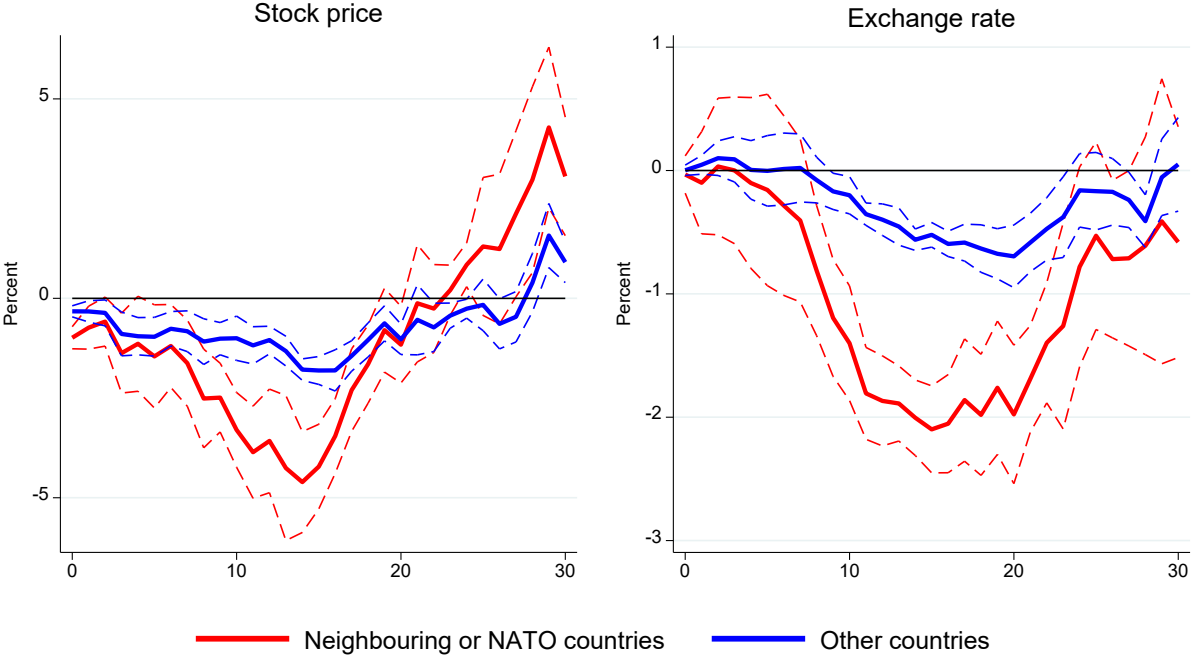 Stock price
Percent
5
0
-5
0 10 20 30
Exchange rate
Percent
1
0
-1
-2
-3
0 10 20 30
Neighbouring or NATO countries Other countries